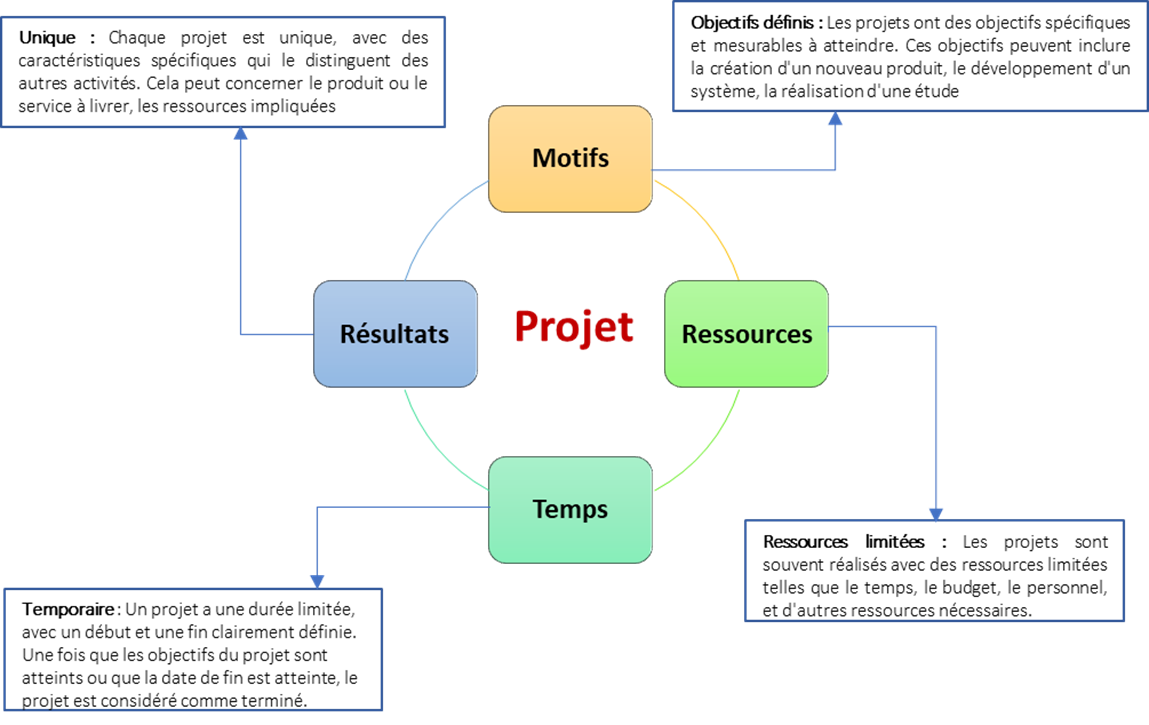 Unique : Chaque projet est unique, avec des
caractéristiques spécifiques qui le distinguent des
autres activités. Cela peut concerner le produit ou le
service à livrer, les ressources impliquées
Objectifs définis : Les projets ont des objectifs spécifiques
et mesurables à atteindre. Ces objectifs peuvent inclure
la création d'un nouveau produit, le développement d'un
système, la réalisation d'une étude
Motifs
Résultats
Projet
Ressources
Temps
Ressources limitées : Les projets sont
souvent réalisés avec des ressources limitées
telles que le temps, le budget, le personnel,
et d'autres ressources nécessaires.
Temporaire : Un projet a une durée limitée,
avec un début et une fin clairement définie.
Une fois que les objectifs du projet sont
atteints ou que la date de fin est atteinte, le
projet est considéré comme terminé.